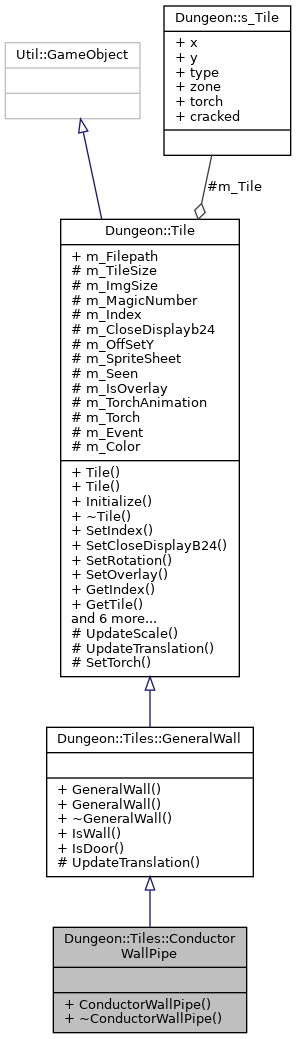 Dungeon::s_Tile
+ x
+ y
+ type
+ zone
+ torch
+ cracked
Util::GameObject
#m_Tile
Dungeon::Tile
+ m_Filepath
# m_TileSize
# m_ImgSize
# m_MagicNumber
# m_Index
# m_CloseDisplayb24
# m_OffSetY
# m_SpriteSheet
# m_Seen
# m_IsOverlay
# m_TorchAnimation
# m_Torch
# m_Event
# m_Color
+ Tile()
+ Tile()
+ Initialize()
+ ~Tile()
+ SetIndex()
+ SetCloseDisplayB24()
+ SetRotation()
+ SetOverlay()
+ GetIndex()
+ GetTile()
and 6 more...
# UpdateScale()
# UpdateTranslation()
# SetTorch()
Dungeon::Tiles::GeneralWall
+ GeneralWall()
+ GeneralWall()
+ ~GeneralWall()
+ IsWall()
+ IsDoor()
# UpdateTranslation()
Dungeon::Tiles::Conductor
WallPipe
+ ConductorWallPipe()
+ ~ConductorWallPipe()